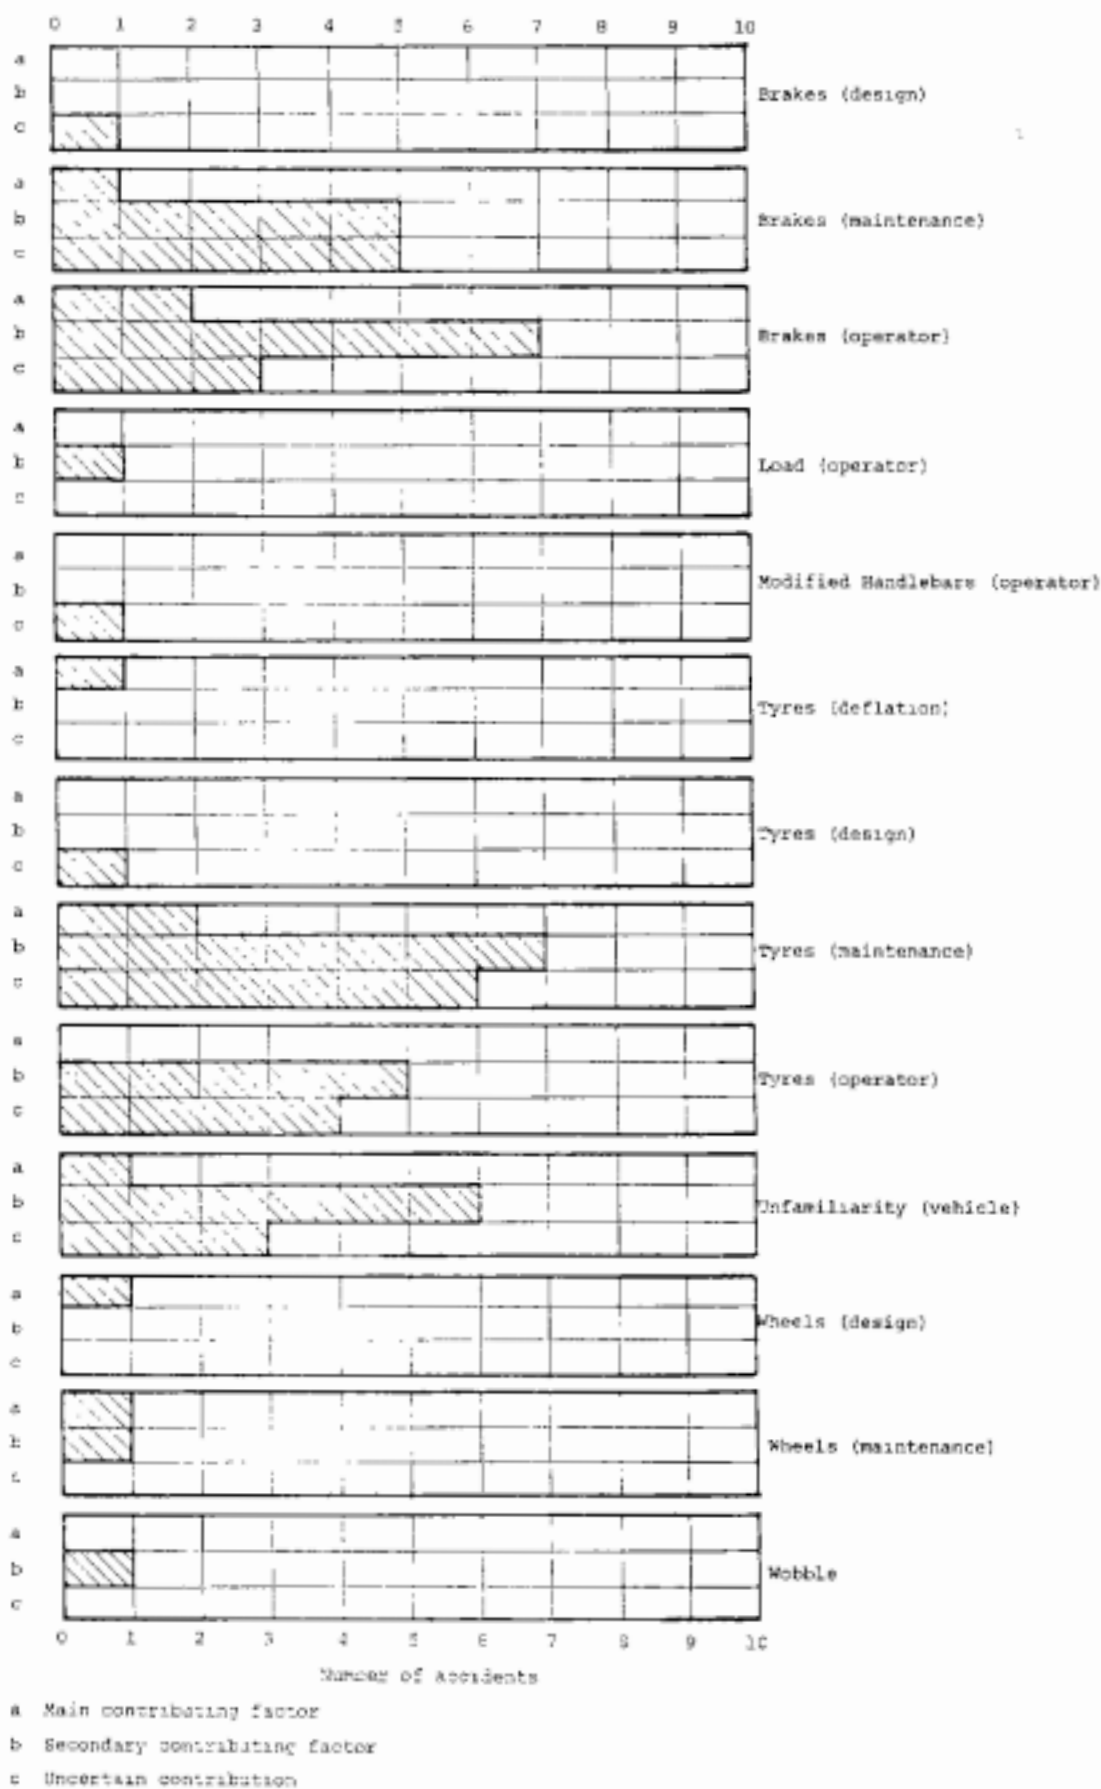 0 1 2 3 4 5 6 7 8 9 10
a
b Brakes (design)
c
a
b Brakes (maintenance)
c
a
b Brakes (operator)
c
a
b Load (operator)
c
a
b Modified Handlebars (operator)
c
a
b Tyres (deflation)
c
a
b Tyres (design)
c
a
b Tyres (maintenance)
c
a
b Tyres (operator)
c
a
b Unfamiliarity (vehicle)
c
a
b Wheels (design)
c
a
b Wheels (maintenance)
c
a
b Wobble
c
0 1 2 3 4 5 6 7 8 9 10
Number of accidents
a Main contributing factor
b Secondary contributing factor
c Uncertain contribution